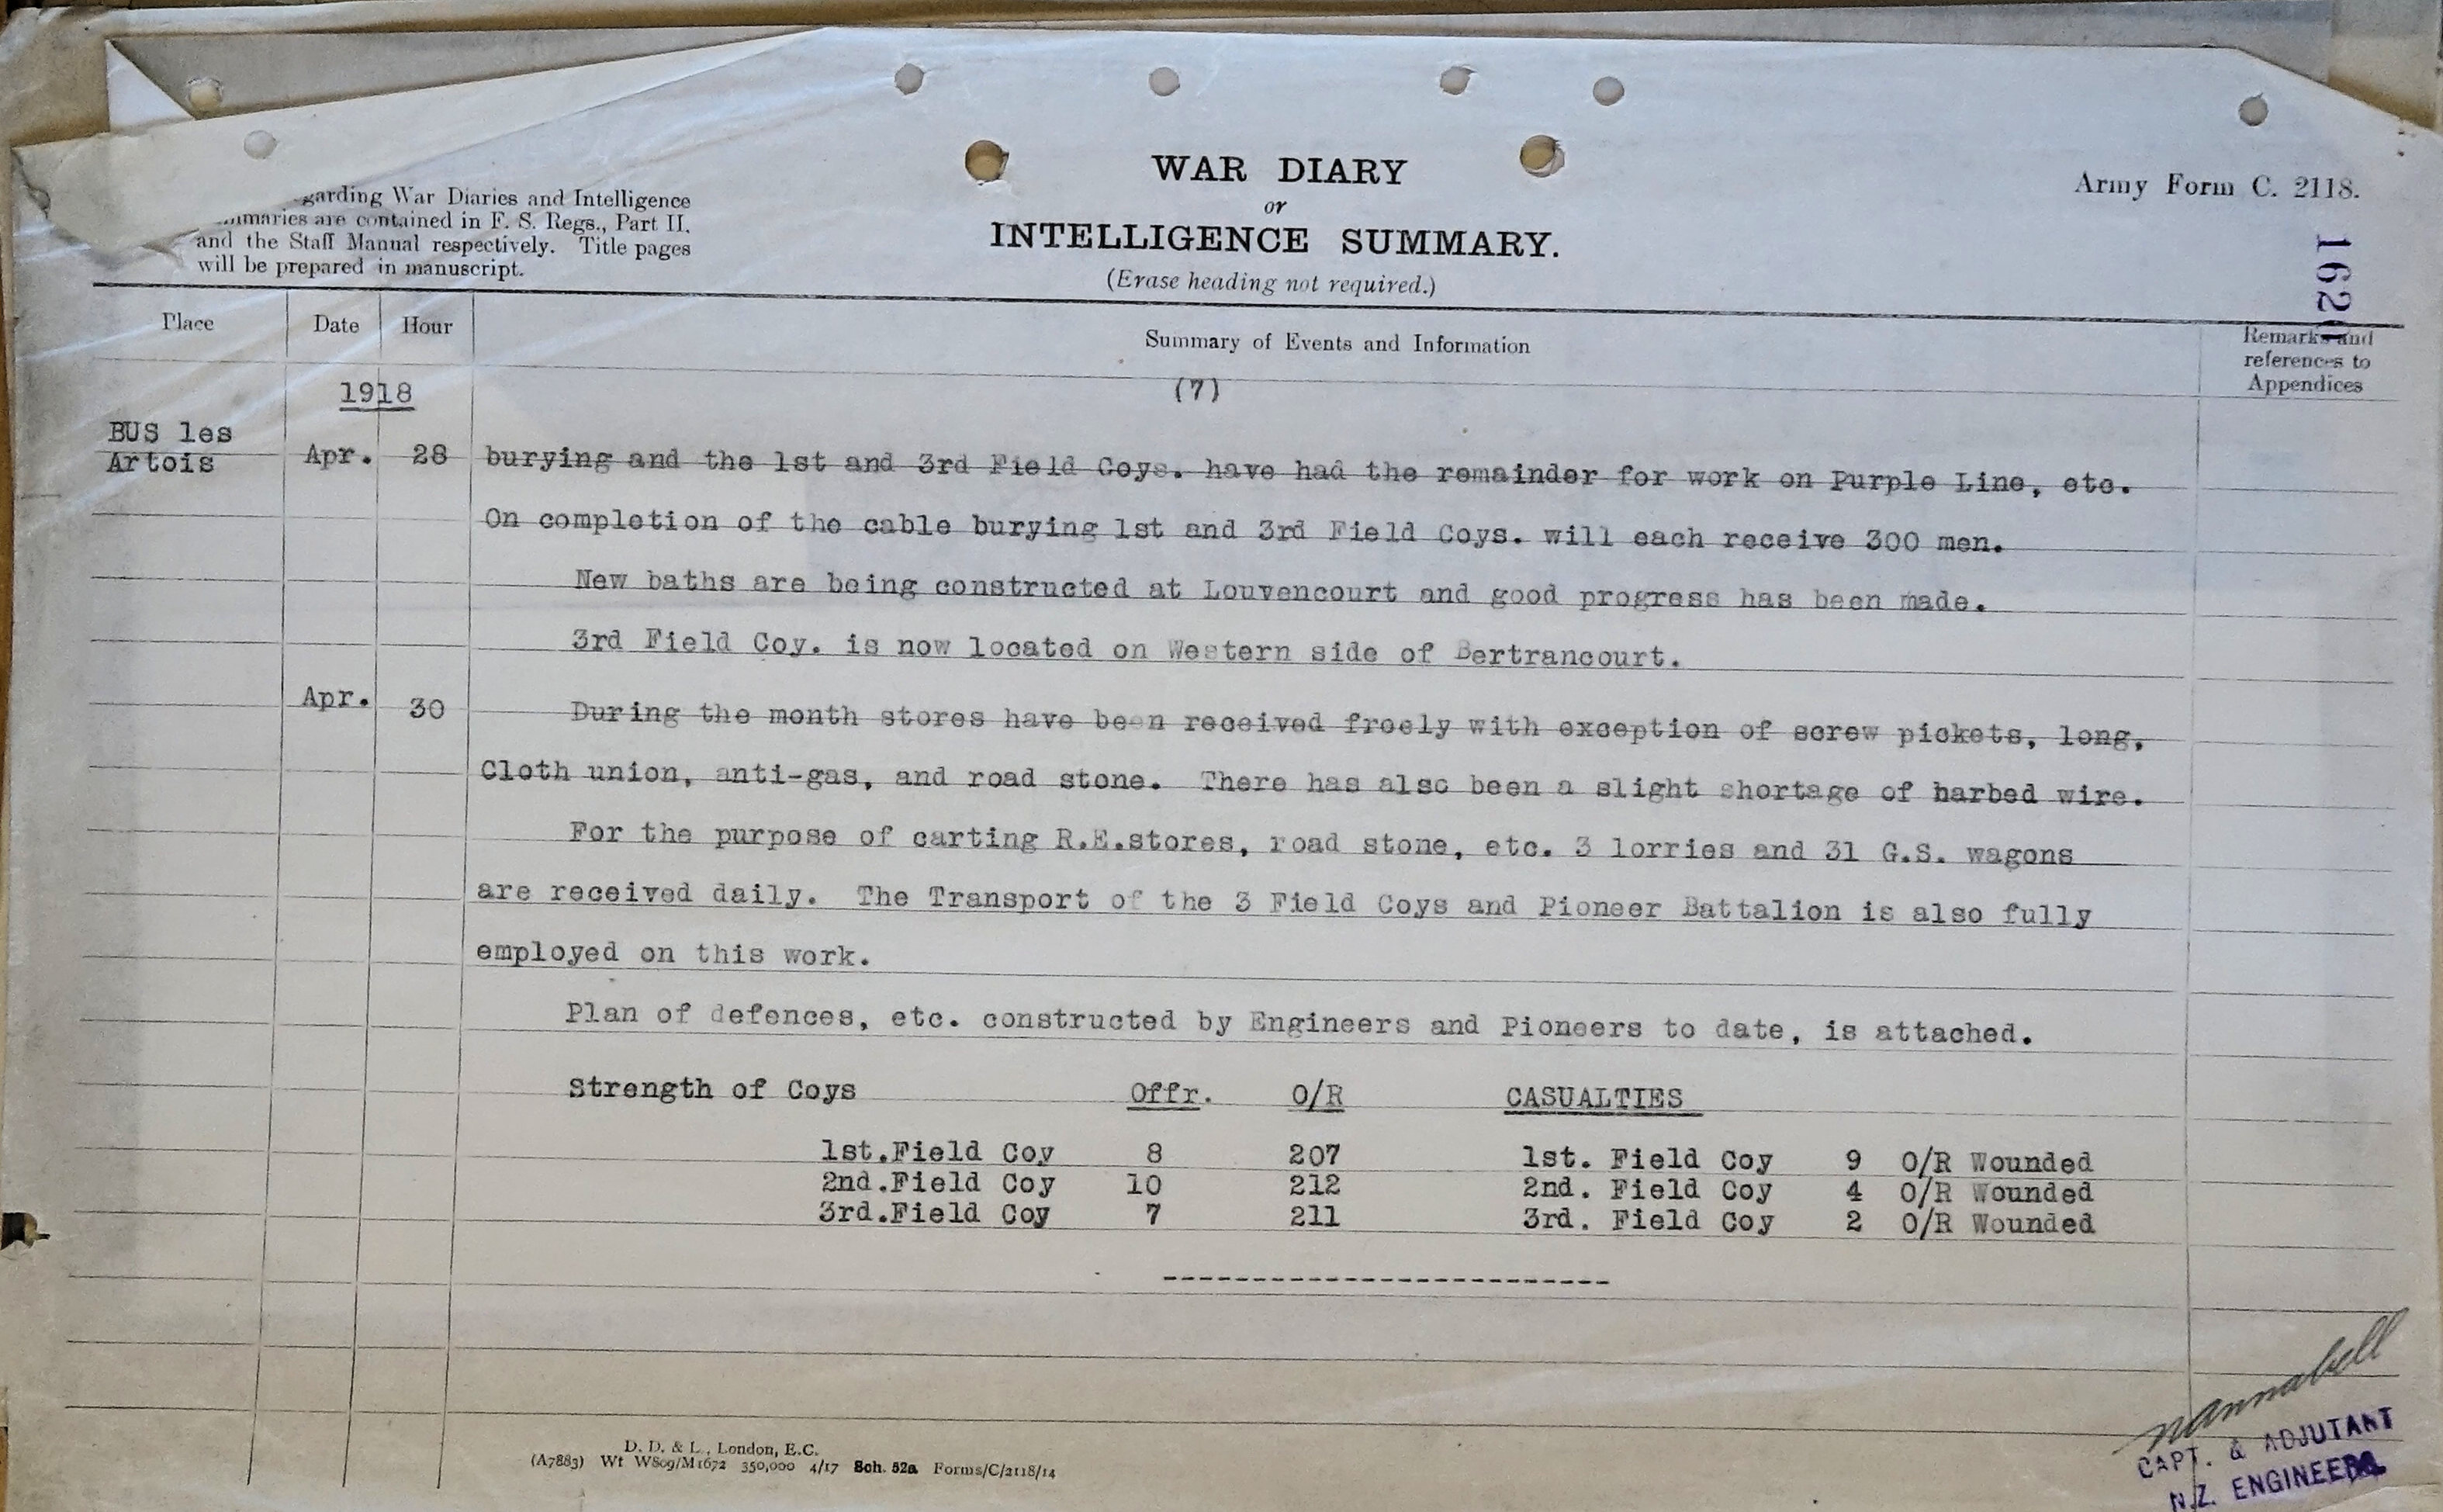 garding War Diaries and Intelligence
mmaries are contained in F. S. Regs., Part II.
and the Staff Manual respectively. Title pages
will be prepared in manuscript.
WAR DIARY
or
INTELLIGENCE SUMMARY.
(Erase heading not required.)
Army Form C. 2118.
162
Place Date Hour Summary of Events and Information Remarks and references to Appendices
1918 (7)
BUS les
Artois Apr. 28 burying and the 1st and 3rd Field Coys. have had the remainder for work on Purple Line, etc.
On completion of the cable burying 1st and 3rd Field Coys. will each receive 300 men.
New baths are being constructed at Louvencourt and good progress has been made.
3rd Field Coy. is now located on Western side of Bertrancourt.
Apr. 30 During the month stores have been received freely with exception of screw pickets, long,
Cloth union, anti-gas, and road stone. There has also been a slight shortage of barbed wire.
For the purpose of carting R.E.stores, road stone, etc. 3 lorries and 31 G.S. wagons
are received daily. The Transport of the 3 Field Coys and Pioneer Battalion is also fully
employed on this work.
Plan of defences, etc. constructed by Engineers and Pioneers to date, is attached.
Strength of Coys Offr. O/R CASUALTIES
1st.Field Coy 8 207 1st. Field Coy 9 O/R Wounded
2nd.Field Coy 10 212 2nd. Field Coy 4 O/R Wounded
3rd.Field Coy 7 211 3rd. Field Coy 2 O/R Wounded
-------------------------
CAPT. & ADJUTANT
N.Z. ENGINEERS
D. D. & L., London, E.C.
(A7883) Wt W809/M1672 350,000 4/17 Sch. 52a Forms/C/2118/14